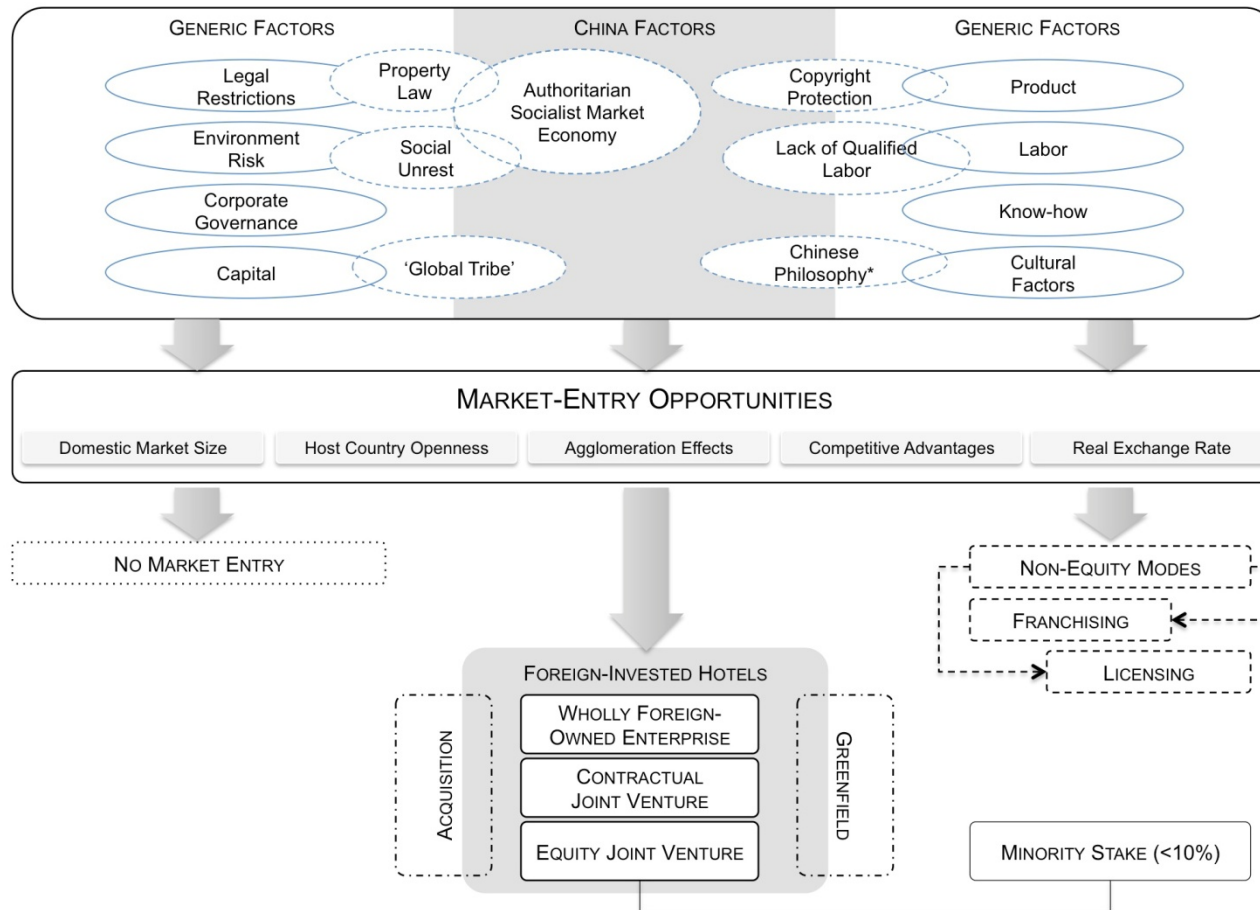 GENERIC FACTORS
CHINA FACTORS
GENERIC FACTORS
Legal
Restrictions
Property
Law
Authoritarian
Socialist Market
Economy
Copyright
Protection
Product
Environment
Risk
Social
Unrest
Lack of Qualified
Labor
Labor
Corporate
Governance
Know-how
Capital
‘Global Tribe’
Chinese
Philosophy*
Cultural
Factors
MARKET-ENTRY OPPORTUNITIES
Domestic Market Size
Host Country Openness
Agglomeration Effects
Competitive Advantages
Real Exchange Rate
NO MARKET ENTRY
NON-EQUITY MODES
FRANCHISING
LICENSING
FOREIGN-INVESTED HOTELS
ACQUISITION
WHOLLY FOREIGN-
OWNED ENTERPRISE
CONTRACTUAL
JOINT VENTURE
EQUITY JOINT VENTURE
GREENFIELD
MINORITY STAKE (<10%)